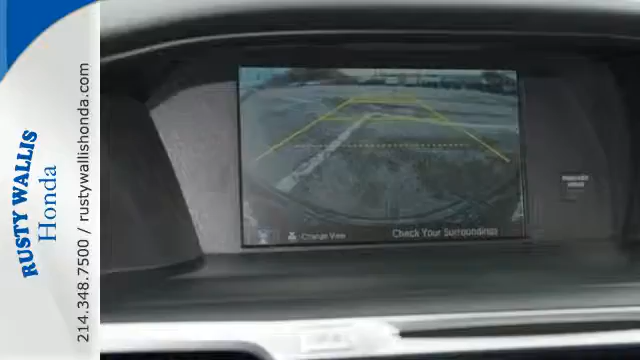 RUSTY WALLIS
Honda
214.348.7500 / rustywallishonda.com
Change View
Check Your Surroundings